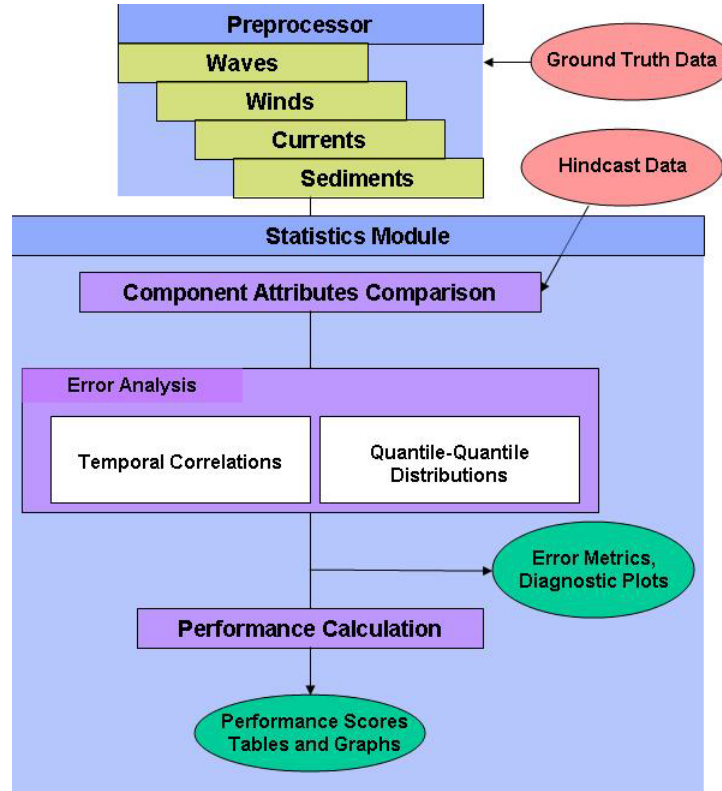 Preprocessor
Waves
Ground Truth Data
Winds
Currents
Hindcast Data
Sediments
Statistics Module
Component Attributes Comparison
Error Analysis
Temporal Correlations
Quantile-Quantile
Distributions
Error Metrics,
Diagnostic Plots
Performance Calculation
Performance Scores
Tables and Graphs